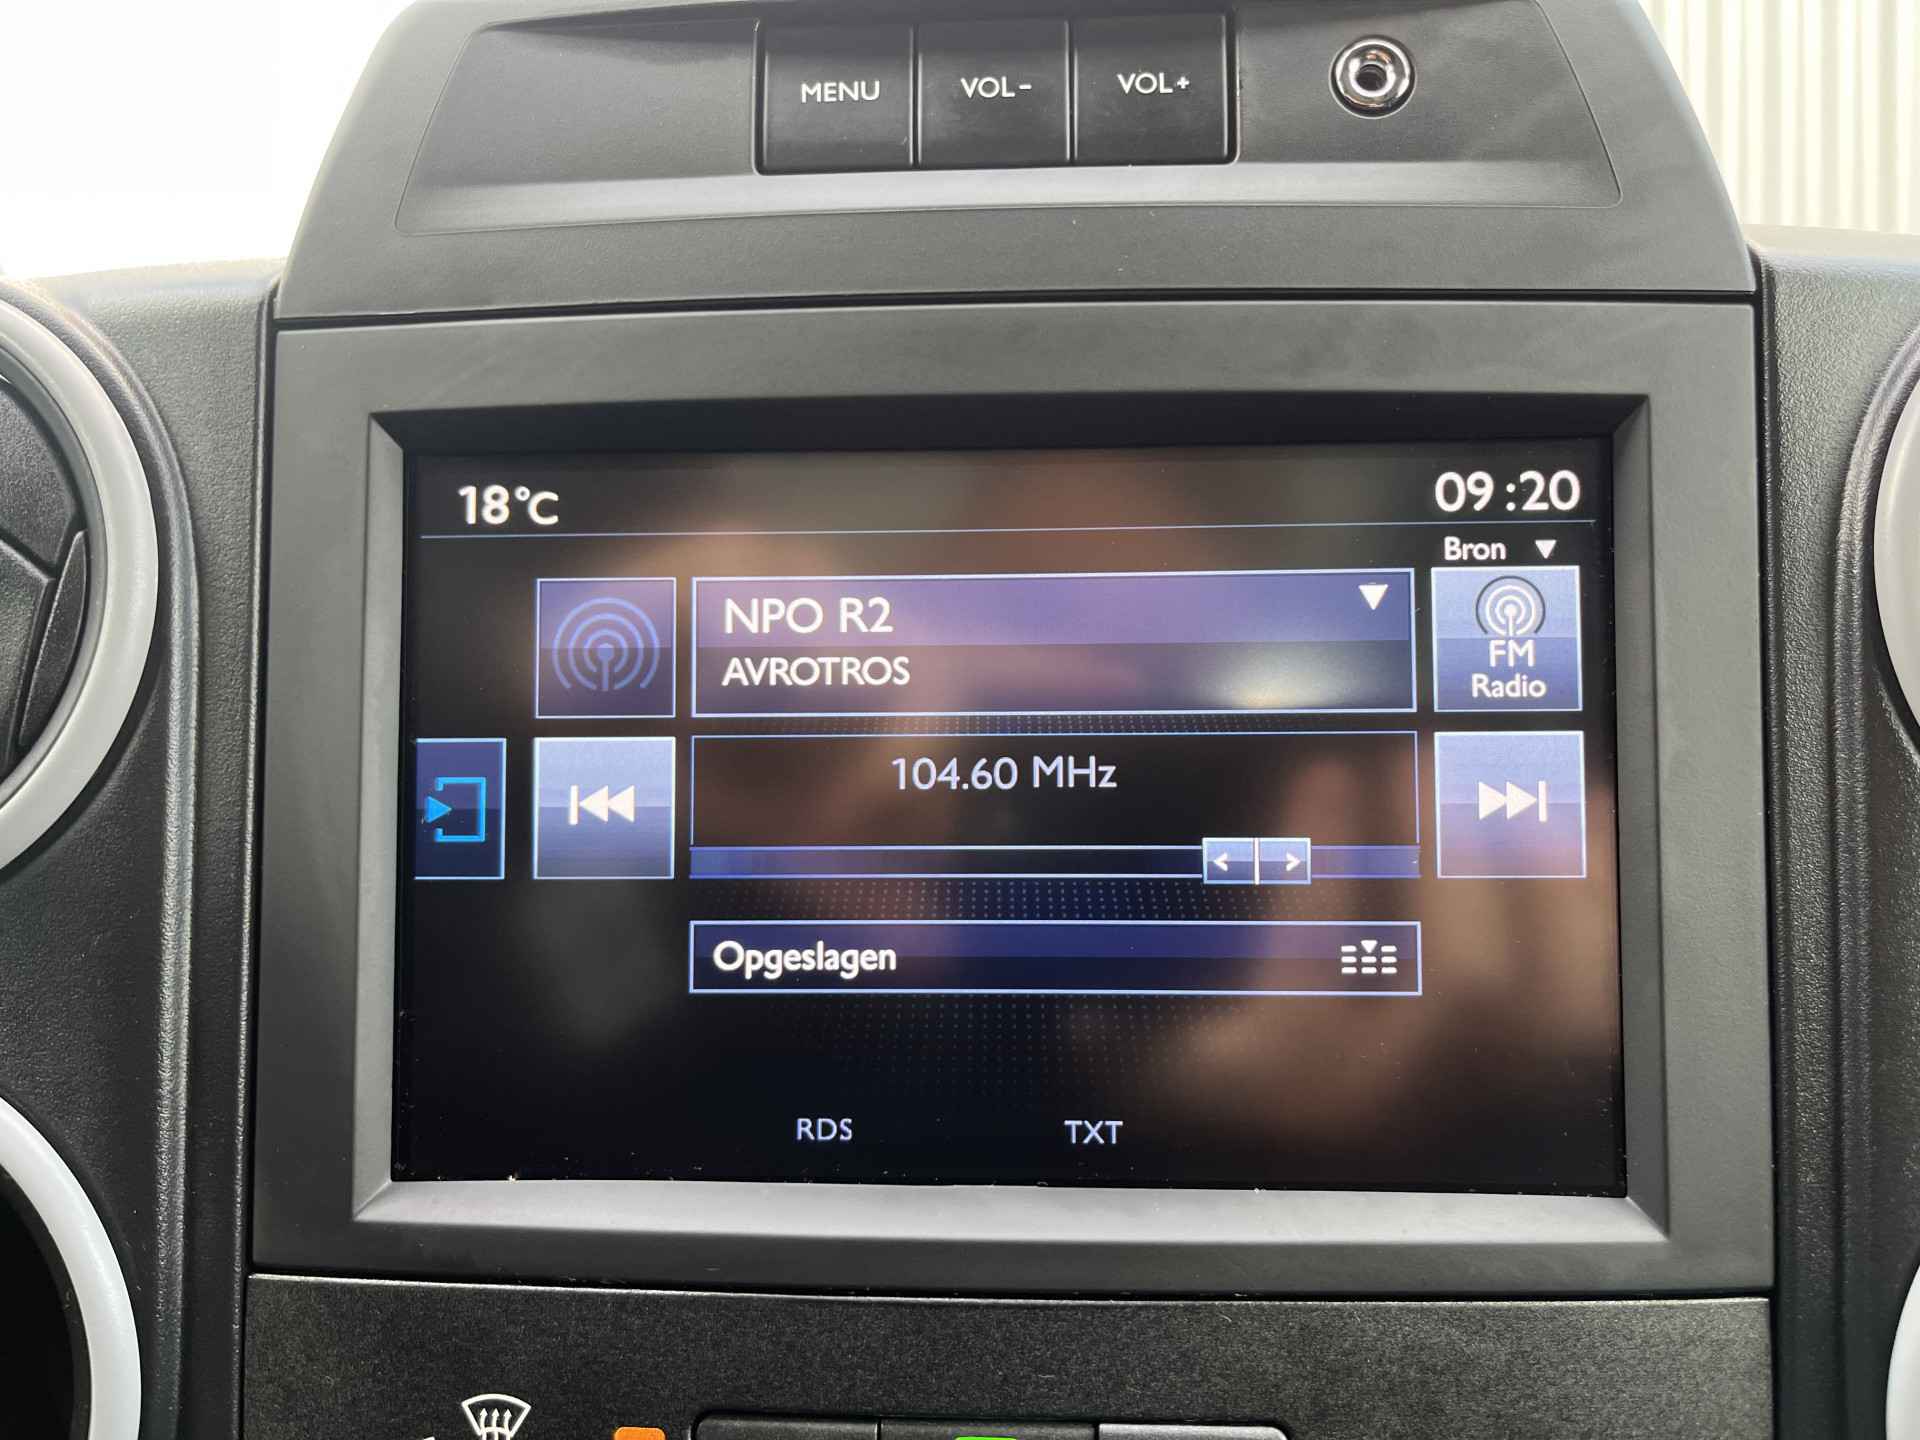 MENU VOL- VOL+
18°C 09:20
Bron
NPO R2
AVROTROS
FM
Radio
104.60 MHz
Opgeslagen
RDS TXT